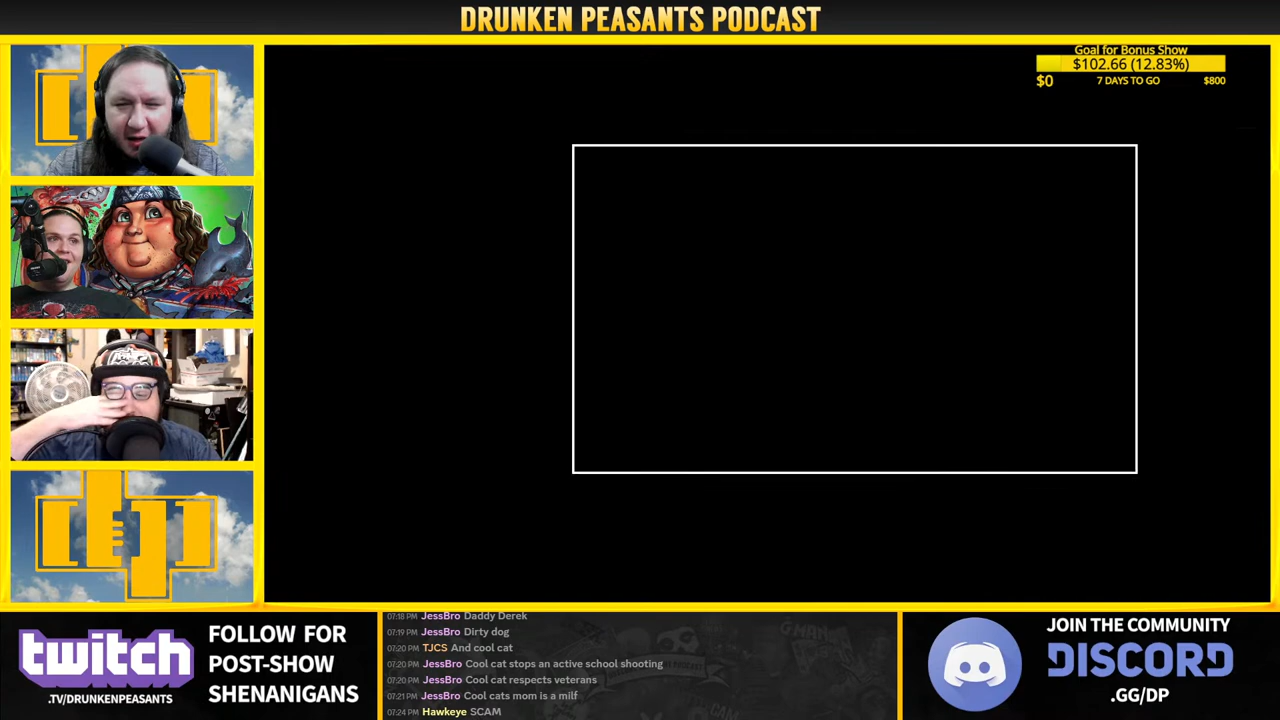 DRUNKEN PEASANTS PODCAST
Goal for Bonus Show
$102.66 (12.83%)
$0 7 DAYS TO GO $800
07:18 PM JessBro Daddy Derek
07:19 PM JessBro Dirty dog
07:20 PM TJCS And cool cat
07:20 PM JessBro Cool cat stops an active school shooting
07:20 PM JessBro Cool cat respects veterans
07:21 PM JessBro Cool cats mom is a milf
07:24 PM Hawkeye SCAM
twitch
.TV/DRUNKENPEASANTS
FOLLOW FOR
POST-SHOW
SHENANIGANS
JOIN THE COMMUNITY
DISCORD
.GG/DP